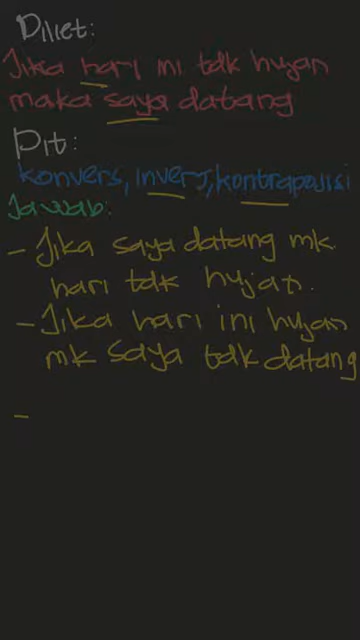 Diket:
Jika hari ini tdk hujan
maka saya datang
Dit:
konvers, invers, kontraposisi
Jawab:
- Jika saya datang mk
hari tdk hujan.
- Jika hari ini hujan
mk saya tdk datang
-